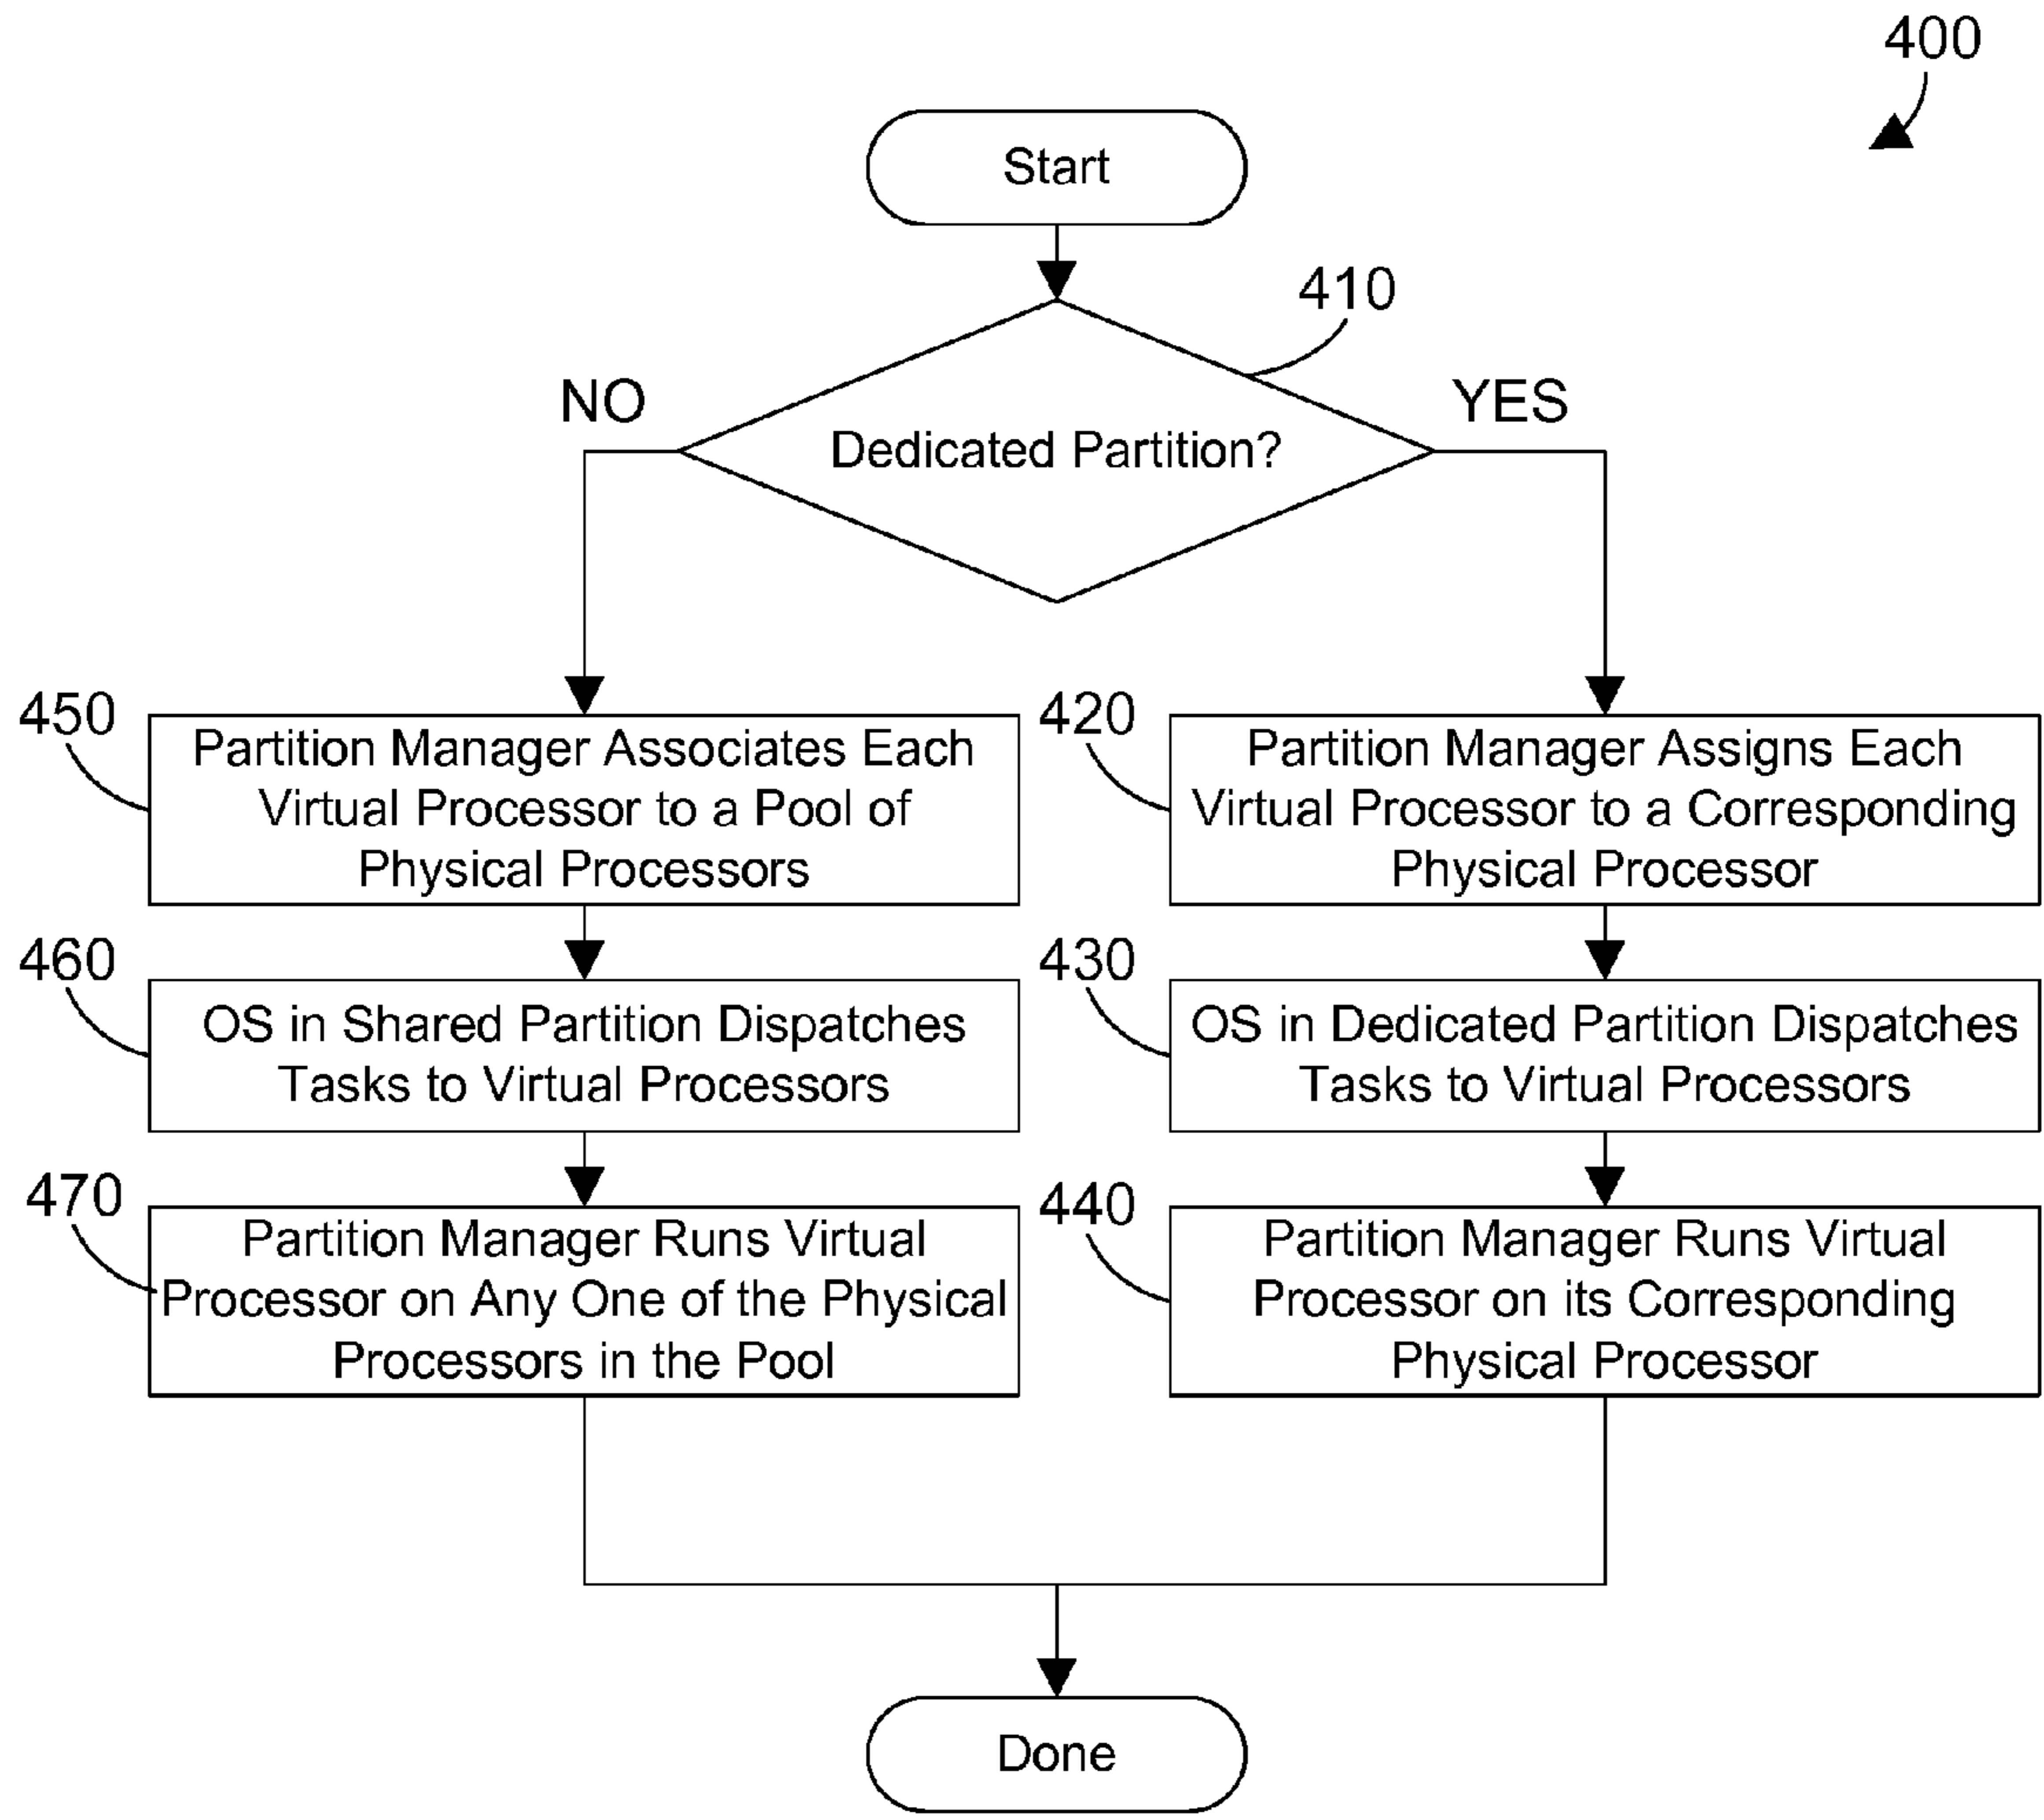 400
Start
410
NO
YES
Dedicated Partition?
450
Partition Manager Associates Each
Virtual Processor to a Pool of
Physical Processors
420
Partition Manager Assigns Each
Virtual Processor to a Corresponding
Physical Processor
460
OS in Shared Partition Dispatches
Tasks to Virtual Processors
430
OS in Dedicated Partition Dispatches
Tasks to Virtual Processors
470
Partition Manager Runs Virtual
Processor on Any One of the Physical
Processors in the Pool
440
Partition Manager Runs Virtual
Processor on its Corresponding
Physical Processor
Done